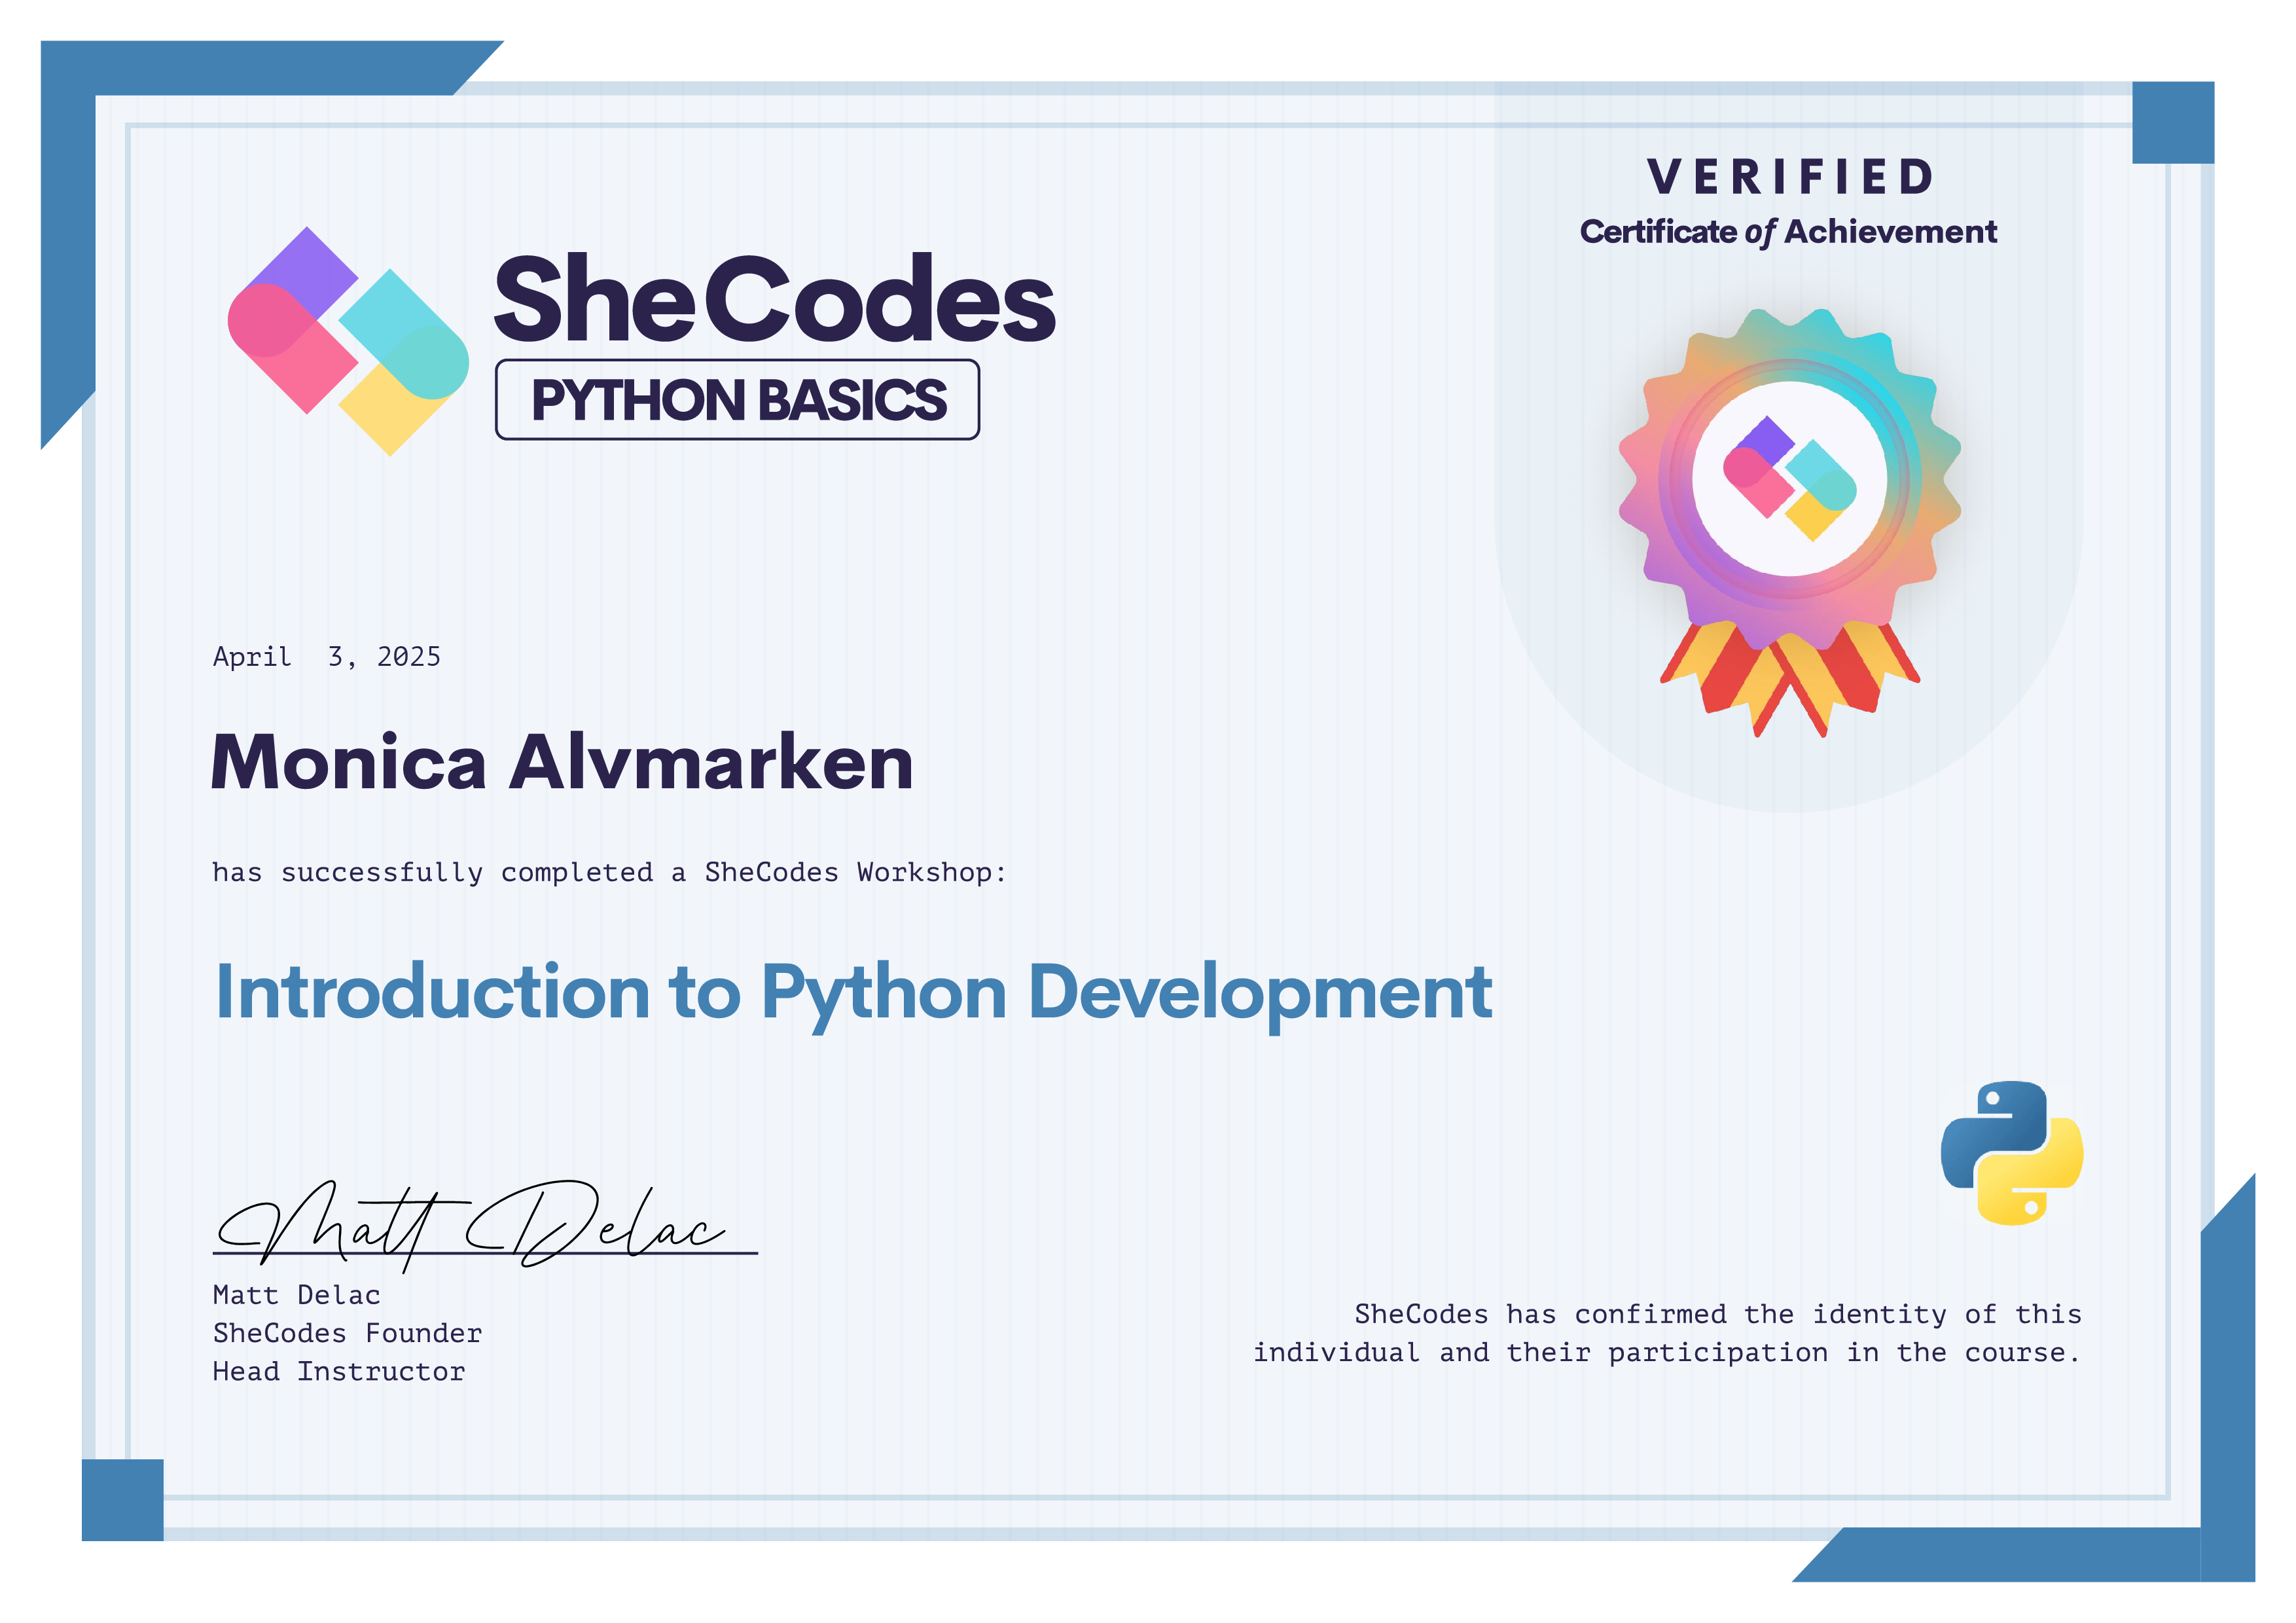 VERIFIED
Certificate of Achievement
SheCodes
PYTHON BASICS
April  3, 2025
Monica Alvmarken
has successfully completed a SheCodes Workshop:
Introduction to Python Development
Matt Delac
Matt Delac
SheCodes Founder
Head Instructor
SheCodes has confirmed the identity of this
individual and their participation in the course.